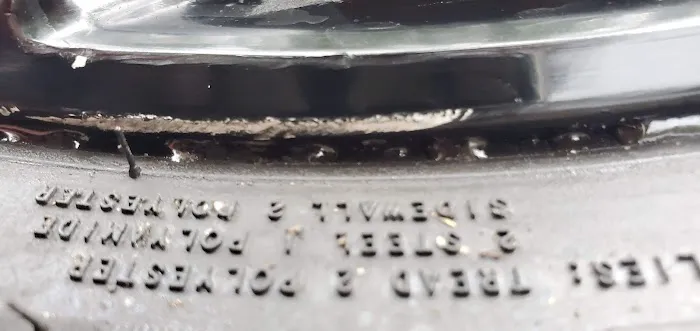 LIES: TREAD 2 POLYESTER
2 STEEL 1 POLYAMIDE
SIDEWALL 2 POLYESTER